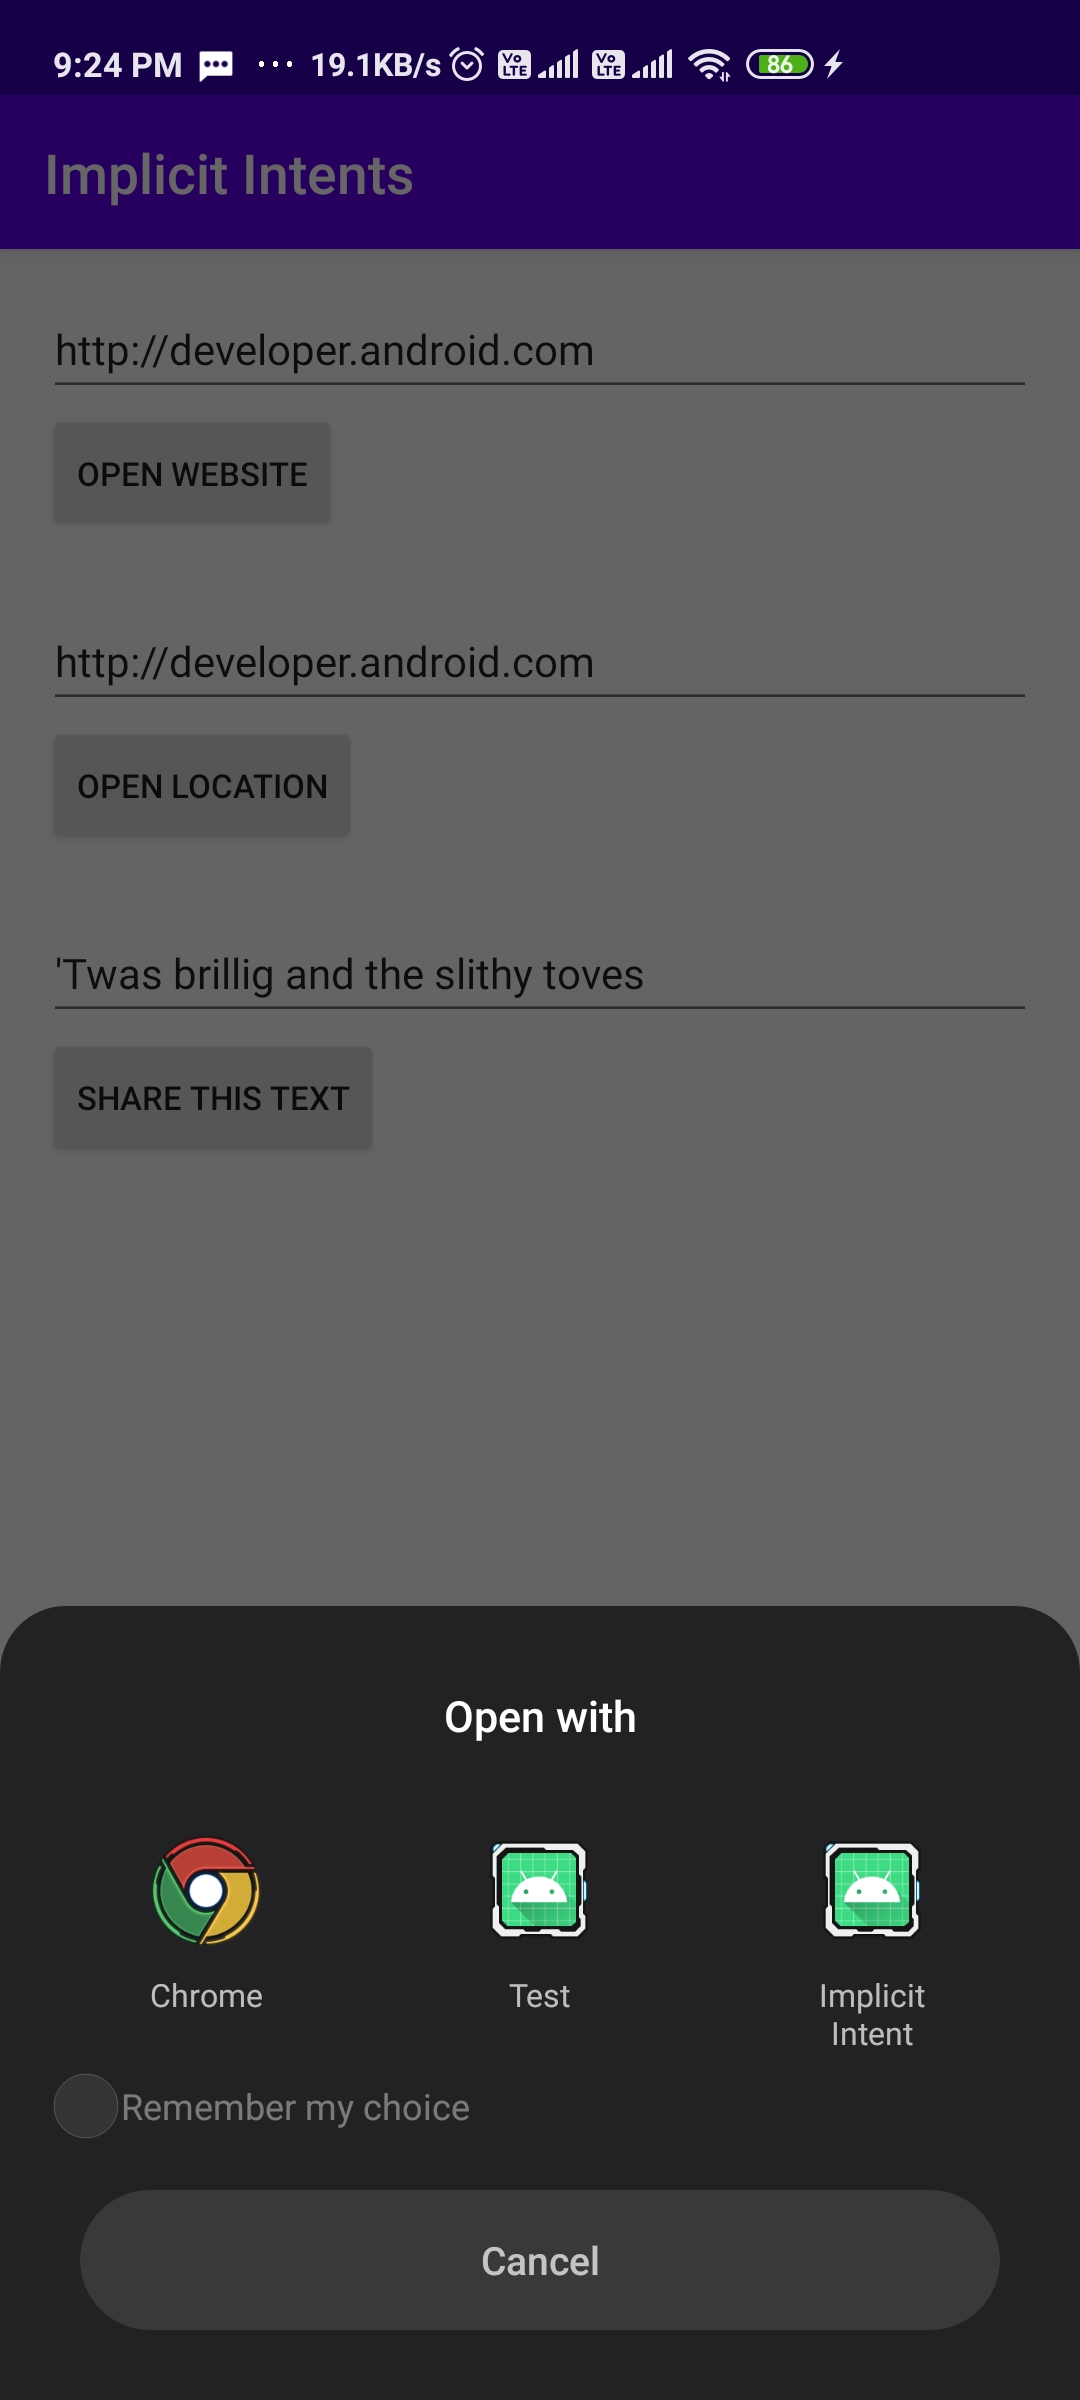 9:24 PM ... 19.1KB/s Vo LTE Vo LTE 86
Implicit Intents
http://developer.android.com
OPEN WEBSITE
http://developer.android.com
OPEN LOCATION
'Twas brillig and the slithy toves
SHARE THIS TEXT
Open with
Chrome
Test
Implicit
Intent
Remember my choice
Cancel